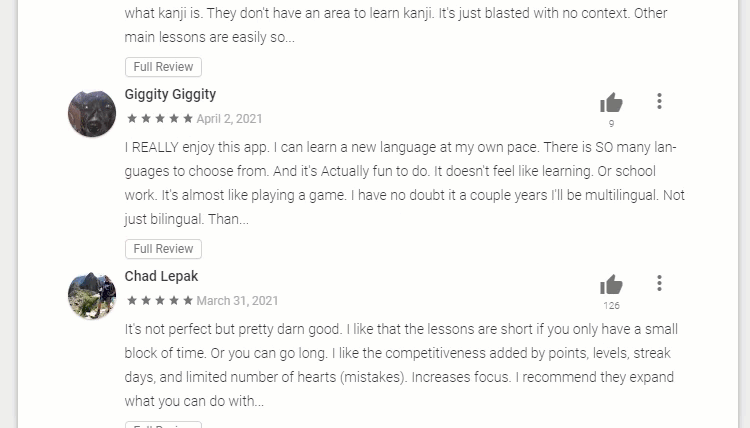 what kanji is. They don't have an area to learn kanji. It's just blasted with no context. Other
main lessons are easily so...
Full Review
Giggity Giggity
★★★★★ April 2, 2021
9
I REALLY enjoy this app. I can learn a new language at my own pace. There is SO many lan-
guages to choose from. And it's Actually fun to do. It doesn't feel like learning. Or school
work. It's almost like playing a game. I have no doubt it a couple years I'll be multilingual. Not
just bilingual. Than...
Full Review
Chad Lepak
★★★★★ March 31, 2021
126
It's not perfect but pretty darn good. I like that the lessons are short if you only have a small
block of time. Or you can go long. I like the competitiveness added by points, levels, streak
days, and limited number of hearts (mistakes). Increases focus. I recommend they expand
what you can do with...
Full Review